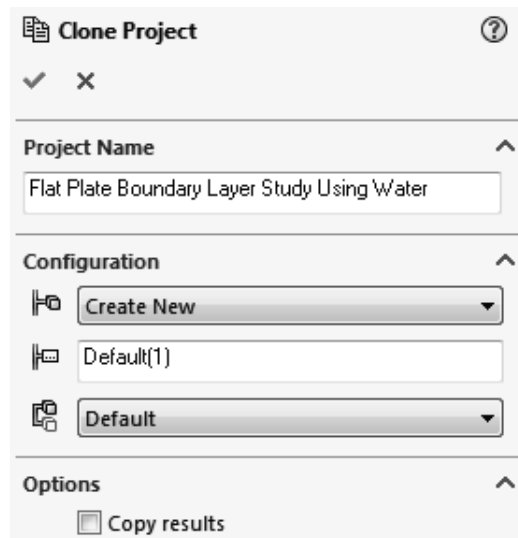 Clone Project
Project Name
Flat Plate Boundary Layer Study Using Water
Configuration
Create New
Default(1)
Default
Options
Copy results